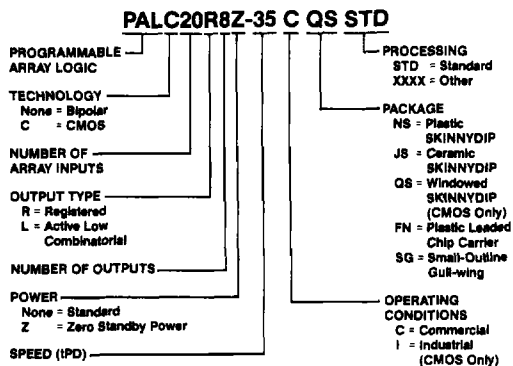 PALC20R8Z-35 C QS STD
PROGRAMMABLE
ARRAY LOGIC
TECHNOLOGY
None = Bipolar
C = CMOS
NUMBER OF
ARRAY INPUTS
OUTPUT TYPE
R = Registered
L = Active Low
Combinatorial
NUMBER OF OUTPUTS
POWER
None = Standard
Z = Zero Standby Power
SPEED (tPD)
PROCESSING
STD = Standard
XXXX = Other
PACKAGE
NS = Plastic
SKINNYDIP
JS = Ceramic
SKINNYDIP
QS = Windowed
SKINNYDIP
(CMOS Only)
FN = Plastic Leaded
Chip Carrier
SG = Small-Outline
Gull-wing
OPERATING
CONDITIONS
C = Commercial
I = Industrial
(CMOS Only)